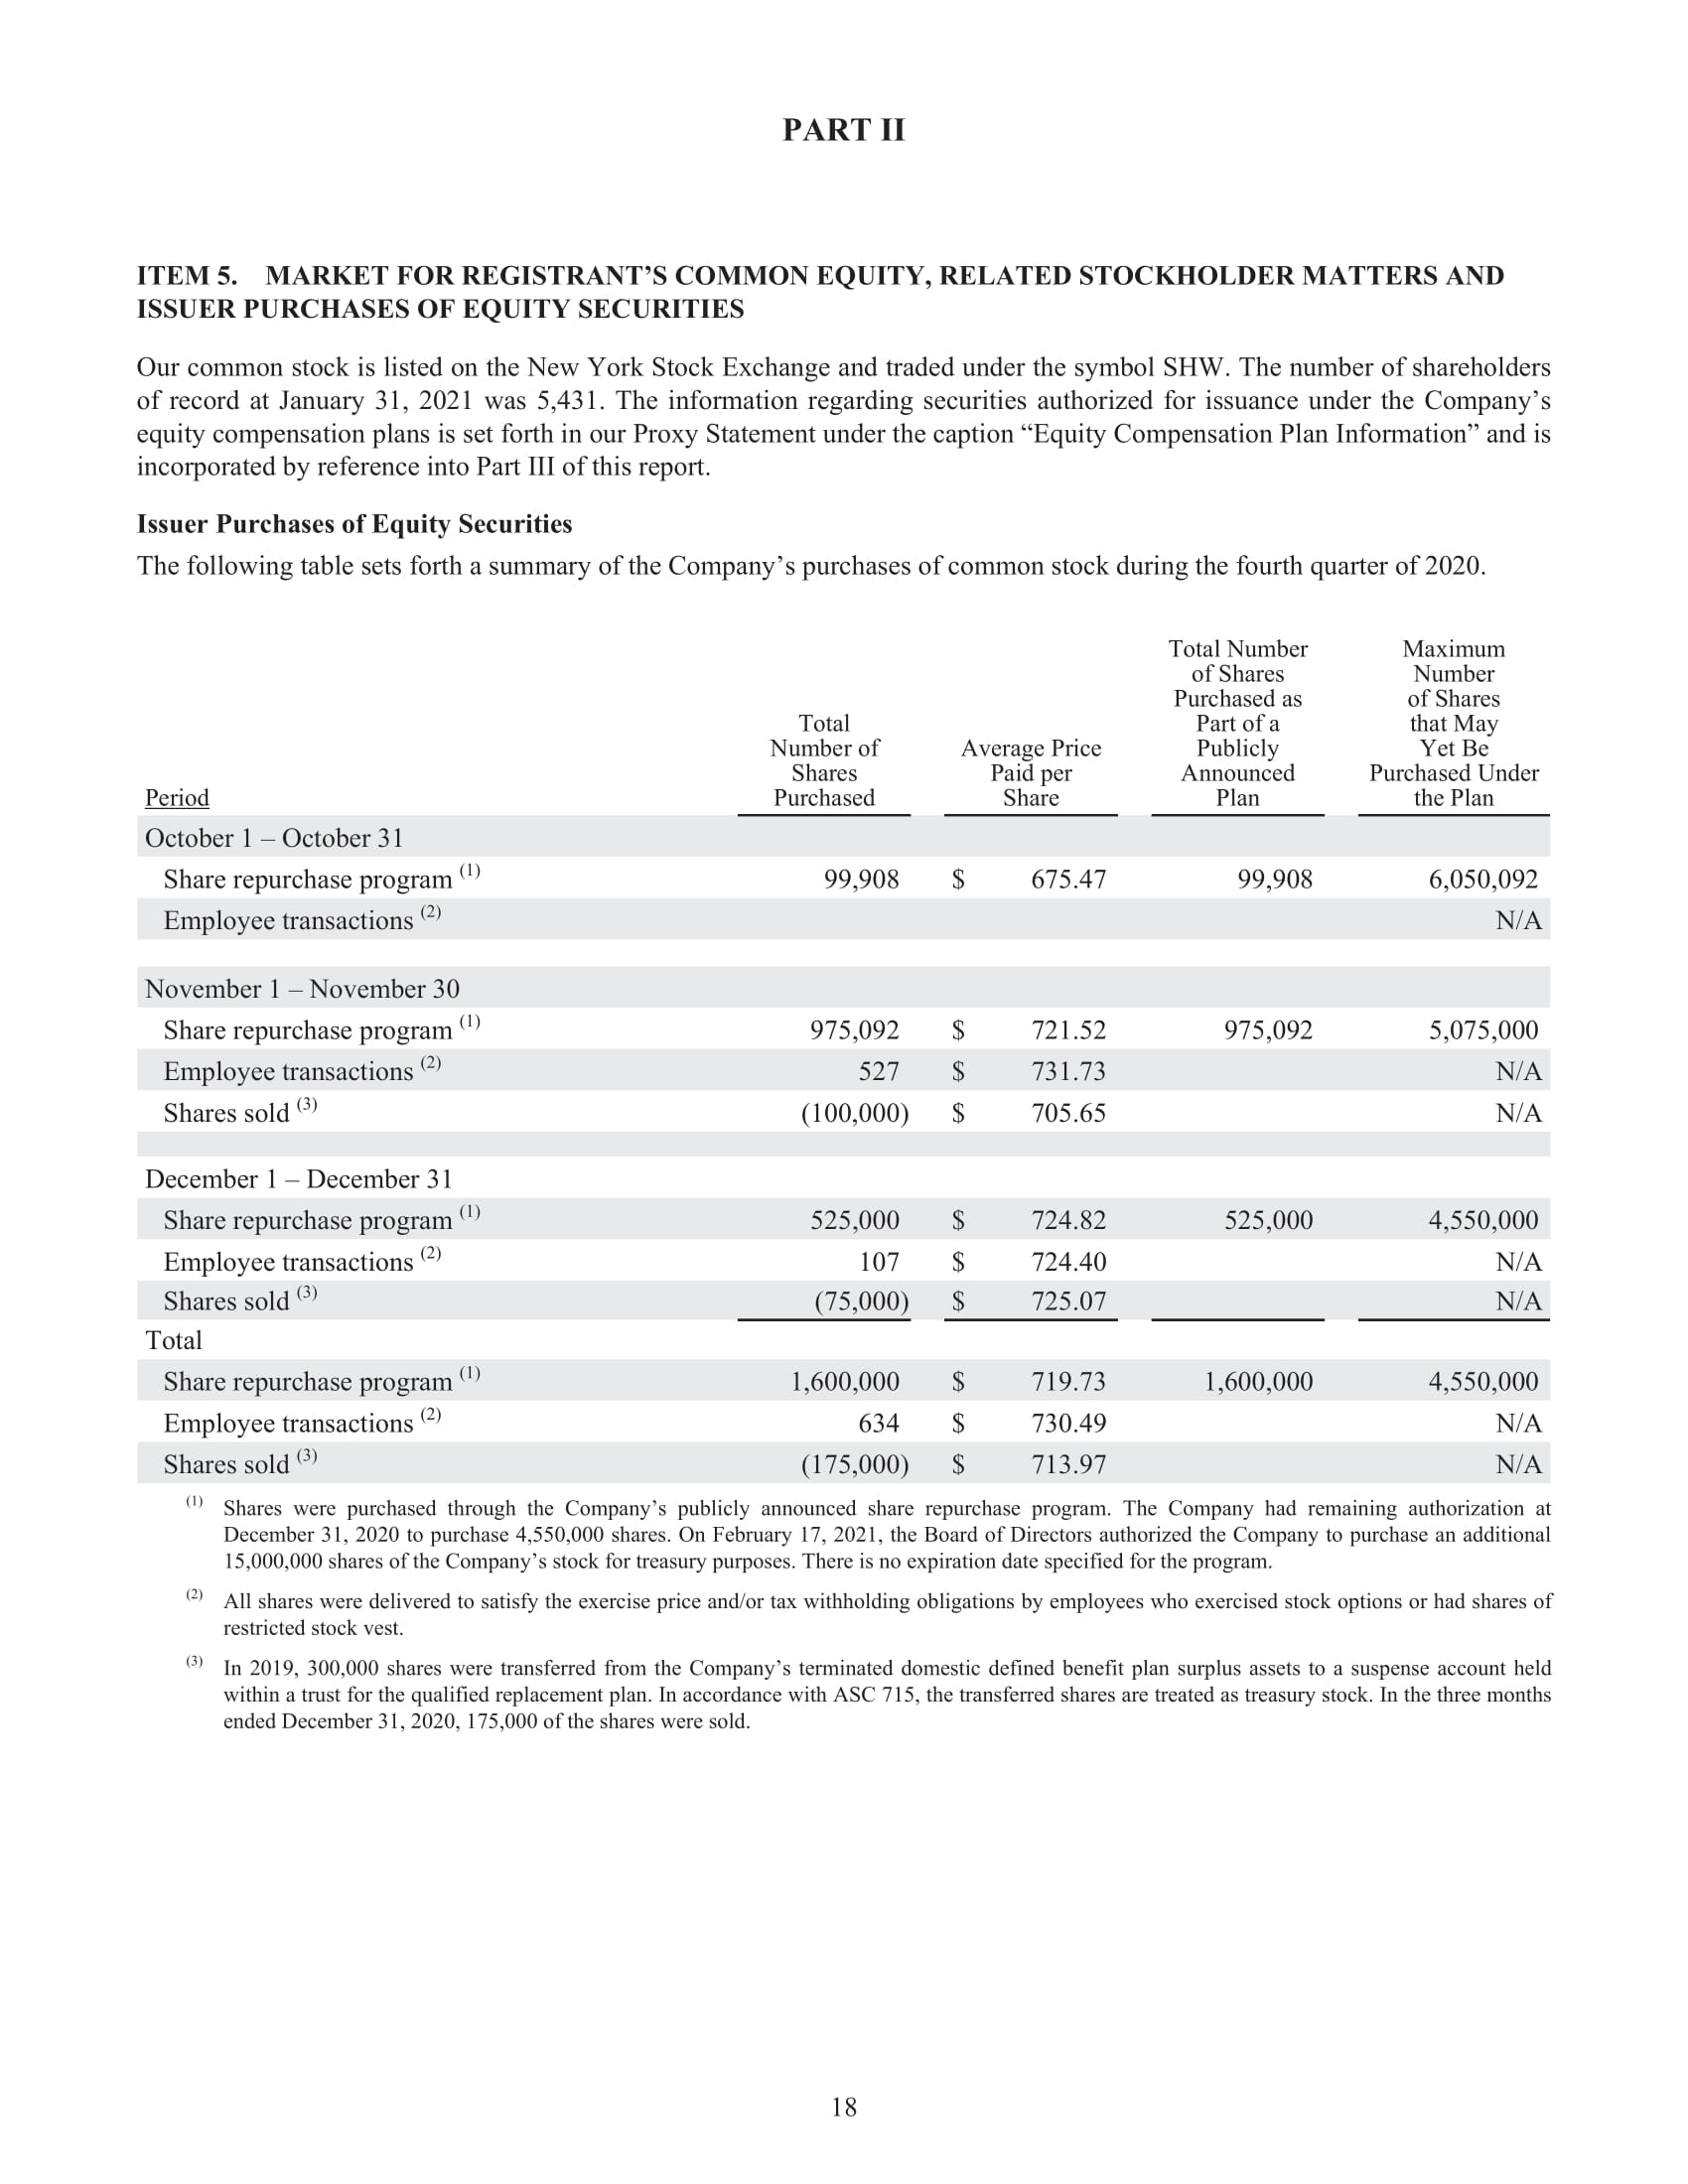 PART II
ITEM 5. MARKET FOR REGISTRANT’S COMMON EQUITY, RELATED STOCKHOLDER MATTERS AND
ISSUER PURCHASES OF EQUITY SECURITIES
Our common stock is listed on the New York Stock Exchange and traded under the symbol SHW. The number of shareholders
of record at January 31, 2021 was 5,431. The information regarding securities authorized for issuance under the Company’s
equity compensation plans is set forth in our Proxy Statement under the caption “Equity Compensation Plan Information” and is
incorporated by reference into Part III of this report.
Issuer Purchases of Equity Securities
The following table sets forth a summary of the Company’s purchases of common stock during the fourth quarter of 2020.
Period
Total
Number of
Shares
Purchased
Average Price
Paid per
Share
Total Number
of Shares
Purchased as
Part of a
Publicly
Announced
Plan
Maximum
Number
of Shares
that May
Yet Be
Purchased Under
the Plan
October 1 – October 31
Share repurchase program (1) 99,908 $ 675.47 99,908 6,050,092
Employee transactions (2) N/A
November 1 – November 30
Share repurchase program (1) 975,092 $ 721.52 975,092 5,075,000
Employee transactions (2) 527 $ 731.73 N/A
Shares sold (3) (100,000) $ 705.65 N/A
December 1 – December 31
Share repurchase program (1) 525,000 $ 724.82 525,000 4,550,000
Employee transactions (2) 107 $ 724.40 N/A
Shares sold (3) (75,000) $ 725.07 N/A
Total
Share repurchase program (1) 1,600,000 $ 719.73 1,600,000 4,550,000
Employee transactions (2) 634 $ 730.49 N/A
Shares sold (3) (175,000) $ 713.97 N/A
(1) Shares were purchased through the Company’s publicly announced share repurchase program. The Company had remaining authorization at
December 31, 2020 to purchase 4,550,000 shares. On February 17, 2021, the Board of Directors authorized the Company to purchase an additional
15,000,000 shares of the Company’s stock for treasury purposes. There is no expiration date specified for the program.
(2) All shares were delivered to satisfy the exercise price and/or tax withholding obligations by employees who exercised stock options or had shares of
restricted stock vest.
(3) In 2019, 300,000 shares were transferred from the Company’s terminated domestic defined benefit plan surplus assets to a suspense account held
within a trust for the qualified replacement plan. In accordance with ASC 715, the transferred shares are treated as treasury stock. In the three months
ended December 31, 2020, 175,000 of the shares were sold.
18